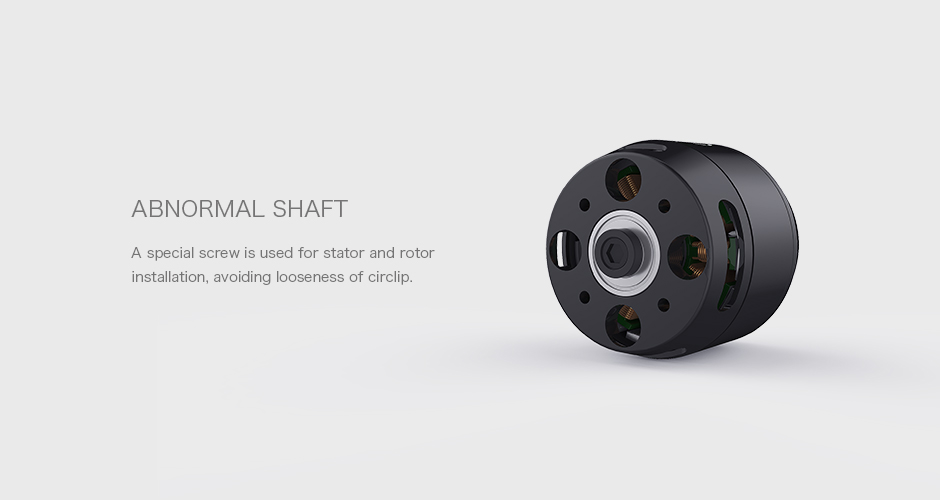 ABNORMAL SHAFT
A special screw is used for stator and rotor
installation, avoiding looseness of circlip.